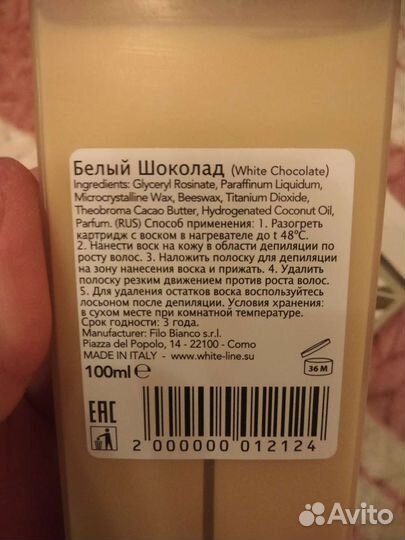 Белый Шоколад (White Chocolate)
Ingredients: Glyceryl Rosinate, Paraffinum Liquidum,
Microcrystalline Wax, Beeswax, Titanium Dioxide,
Theobroma Cacao Butter, Hydrogenated Coconut Oil,
Parfum. (RUS) Способ применения: 1. Разогреть
картридж с воском в нагревателе до t 48°C.
2. Нанести воск на кожу в области депиляции по
росту волос. 3. Наложить полоску для депиляции
на зону нанесения воска и прижать. 4. Удалить
полоску резким движением против роста волос.
5. Для удаления остатков воска воспользуйтесь
лосьоном после депиляции. Условия хранения:
в сухом месте при комнатной температуре.
Срок годности: 3 года.
Manufacturer: Filo Bianco s.r.l.
Piazza del Popolo, 14 - 22100 - Como
MADE IN ITALY - www.white-line.su
100ml e
36 M
EAC
2 000000 012124
Avito